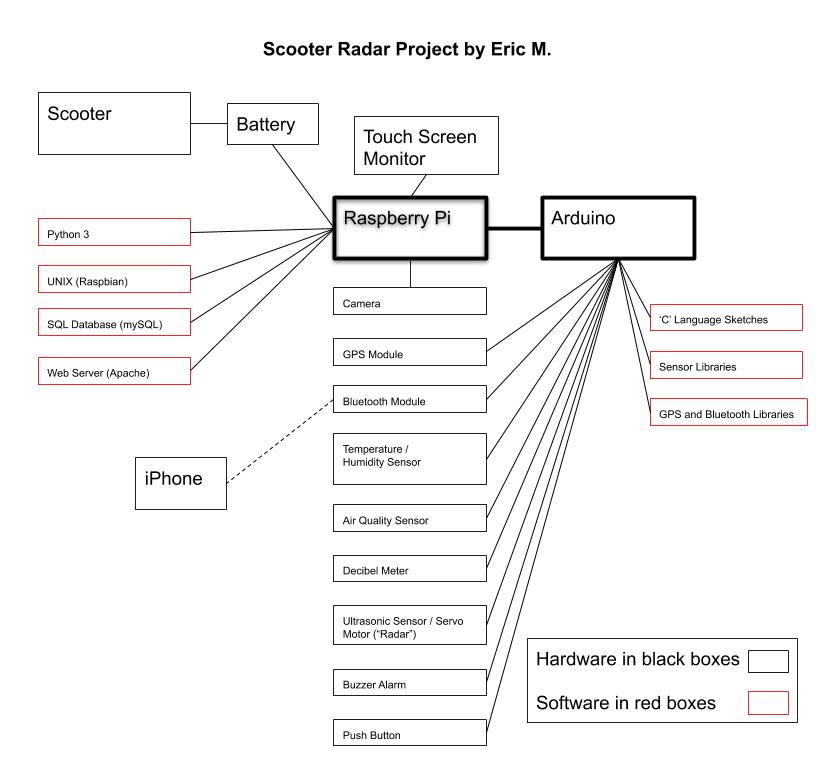 Scooter Radar Project by Eric M.
Scooter
Battery
Touch Screen
Monitor
Raspberry Pi
Arduino
Python 3
UNIX (Raspbian)
SQL Database (mySQL)
Web Server (Apache)
Camera
GPS Module
Bluetooth Module
Temperature /
Humidity Sensor
Air Quality Sensor
Decibel Meter
Ultrasonic Sensor / Servo
Motor (“Radar”)
Buzzer Alarm
Push Button
‘C’ Language Sketches
Sensor Libraries
GPS and Bluetooth Libraries
iPhone
Hardware in black boxes
Software in red boxes